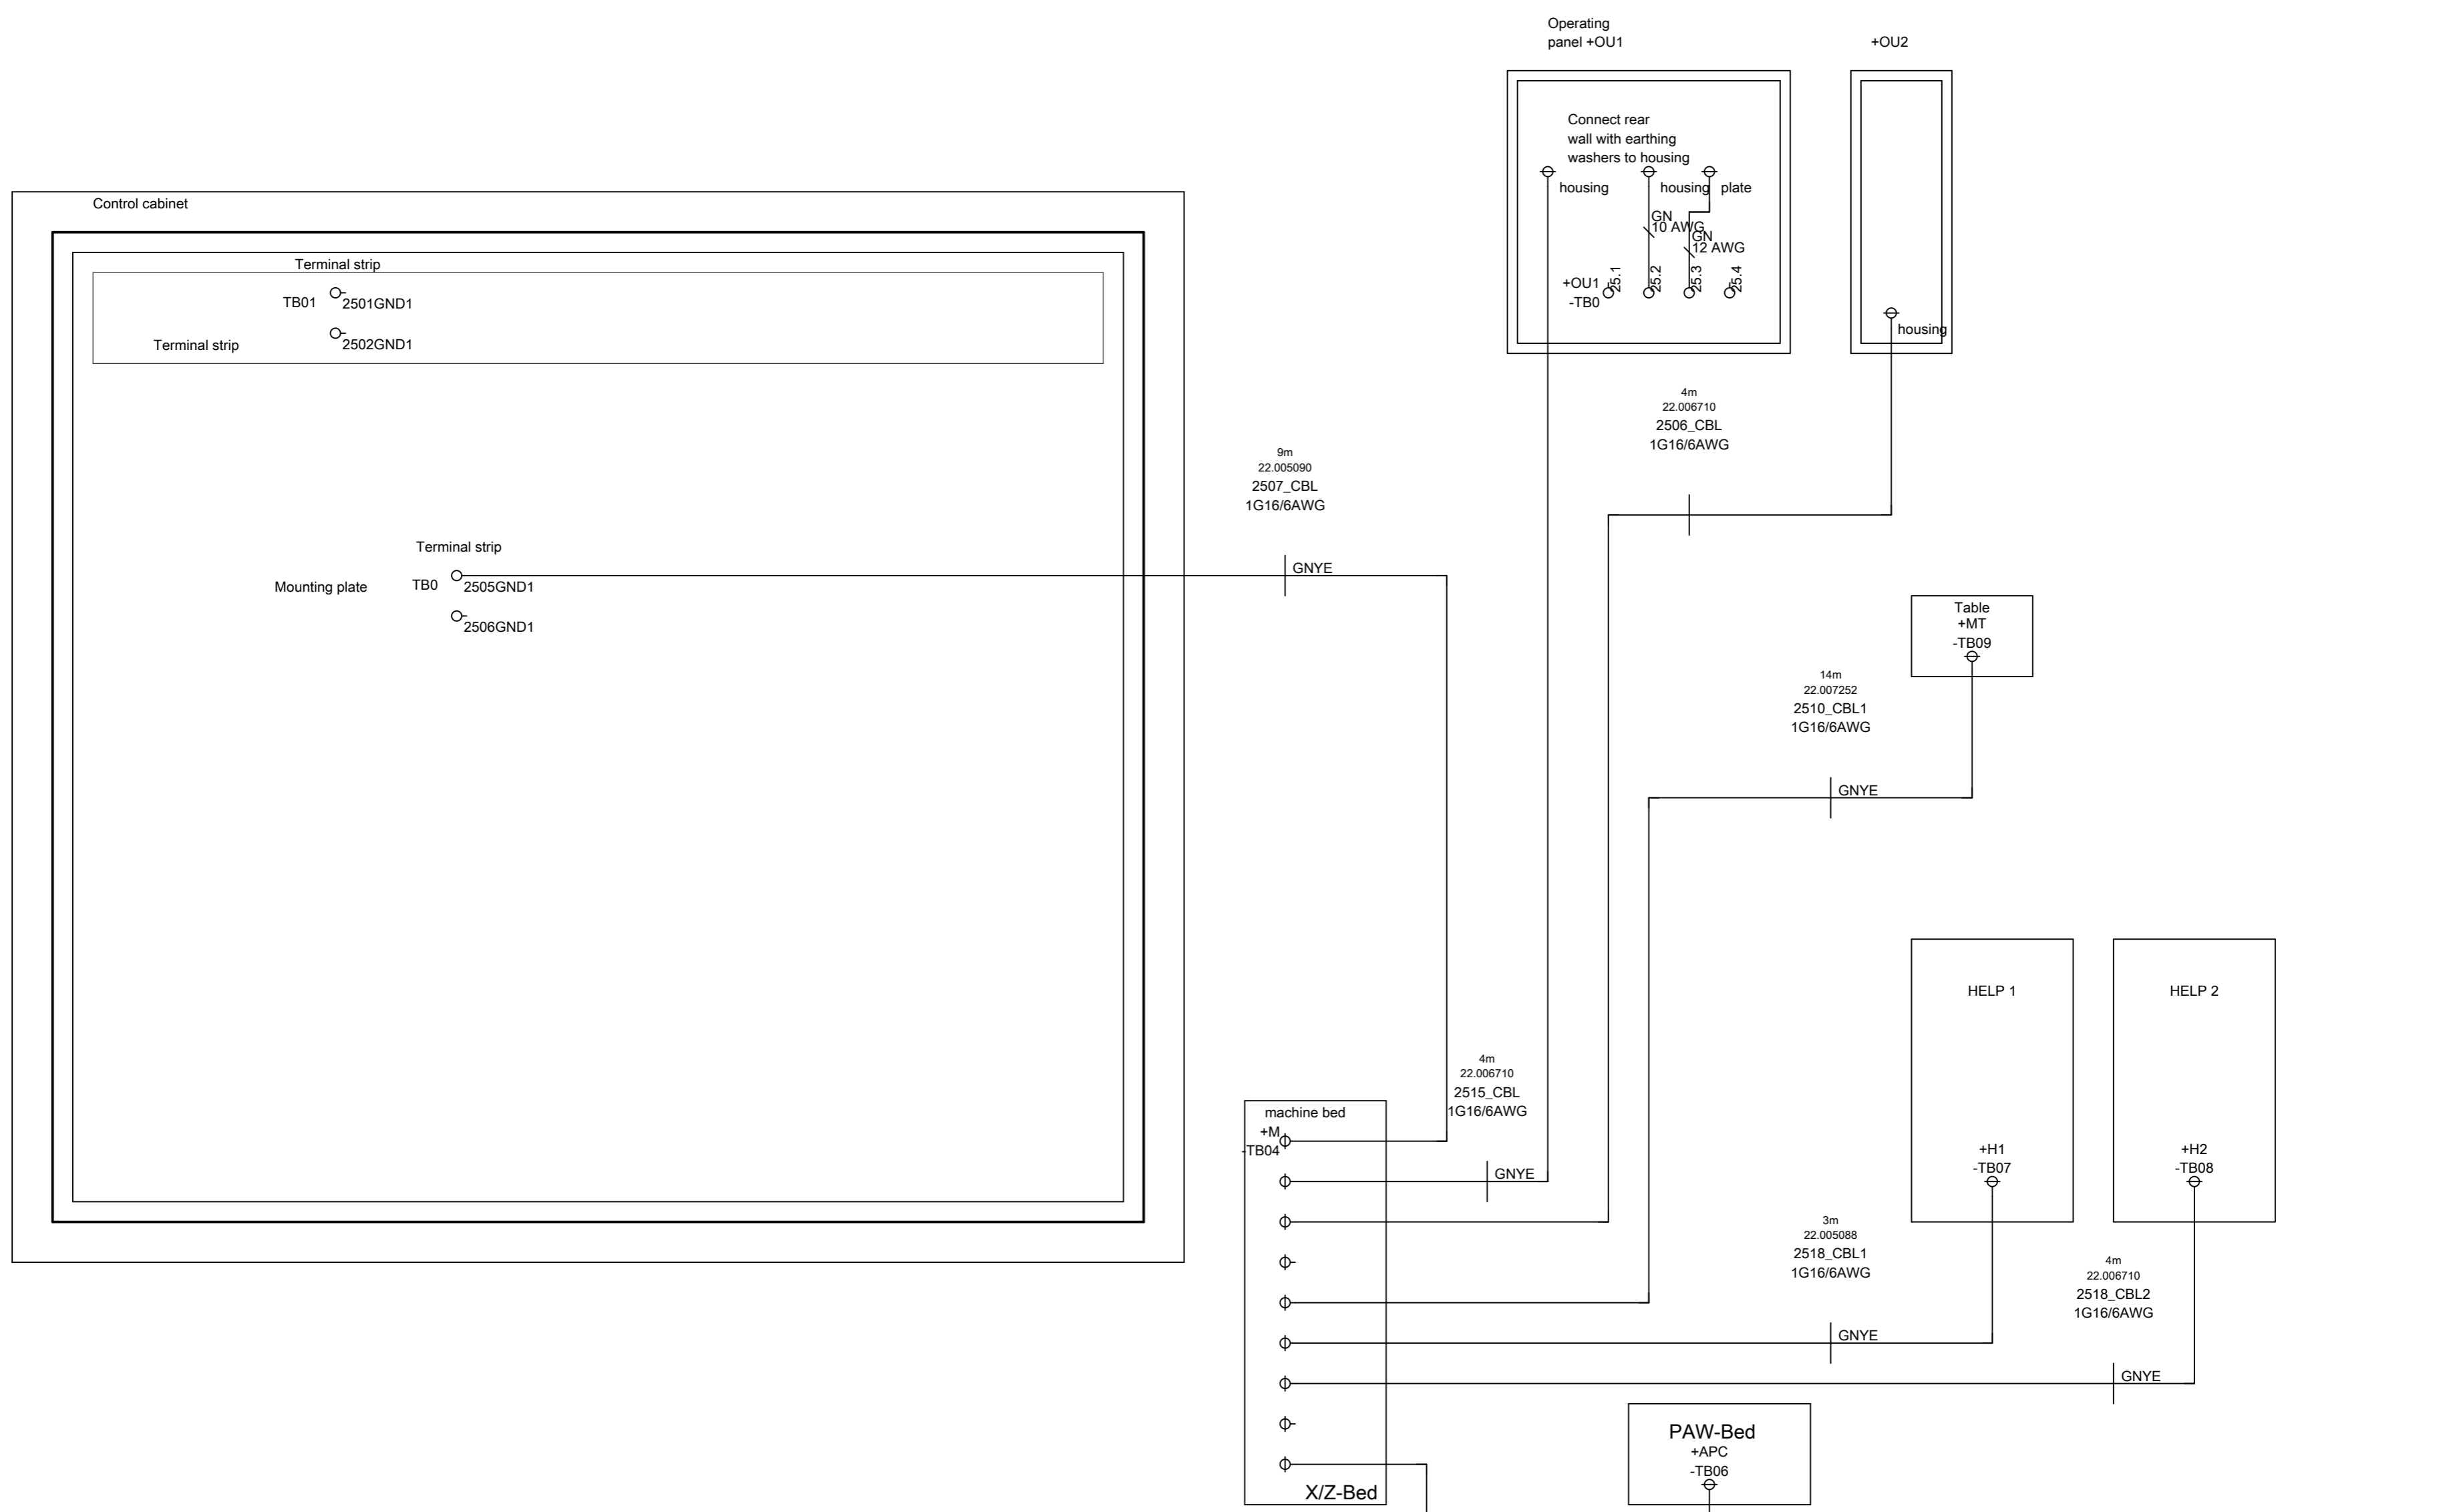 Operating
panel +OU1
+OU2
Connect rear
wall with earthing
washers to housing
housing
housing
plate
GN
10 AWG
GN
12 AWG
+OU1
-TB0
25.1
25.2
25.3
25.4
housing
Control cabinet
Terminal strip
TB01
2501GND1
2502GND1
Terminal strip
4m
22.006710
2506_CBL
1G16/6AWG
9m
22.005090
2507_CBL
1G16/6AWG
GNYE
Terminal strip
Mounting plate
TB0
2505GND1
2506GND1
Table
+MT
-TB09
14m
22.007252
2510_CBL1
1G16/6AWG
GNYE
HELP 1
HELP 2
4m
22.006710
2515_CBL
1G16/6AWG
machine bed
+M
-TB04
GNYE
+H1
-TB07
+H2
-TB08
3m
22.005088
2518_CBL1
1G16/6AWG
4m
22.006710
2518_CBL2
1G16/6AWG
GNYE
GNYE
PAW-Bed
+APC
-TB06
X/Z-Bed